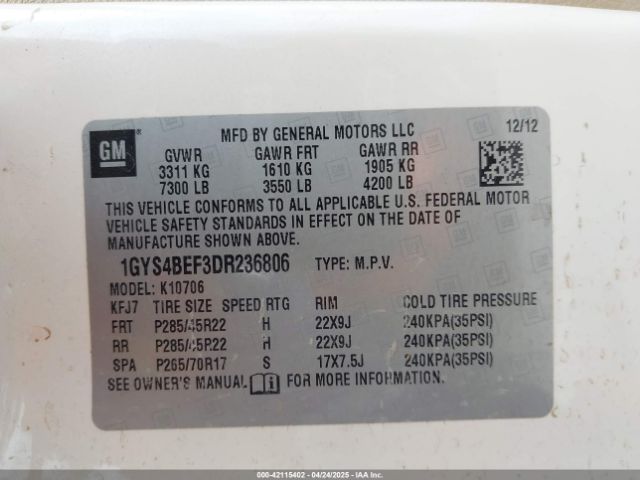 GM
MFD BY GENERAL MOTORS LLC 12/12
GVWR GAWR FRT GAWR RR
3311 KG 1610 KG 1905 KG
7300 LB 3550 LB 4200 LB
THIS VEHICLE CONFORMS TO ALL APPLICABLE U.S. FEDERAL MOTOR
VEHICLE SAFETY STANDARDS IN EFFECT ON THE DATE OF
MANUFACTURE SHOWN ABOVE.
1GYS4BEF3DR236806 TYPE: M.P.V.
MODEL: K10706
KFJ7 TIRE SIZE SPEED RTG RIM COLD TIRE PRESSURE
FRT P285/45R22 H 22X9J 240KPA(35PSI)
RR P285/45R22 H 22X9J 240KPA(35PSI)
SPA P265/70R17 S 17X7.5J 240KPA(35PSI)
SEE OWNER'S MANUAL FOR MORE INFORMATION.
000-42115402 - 04/24/2025 - IAAI Branding